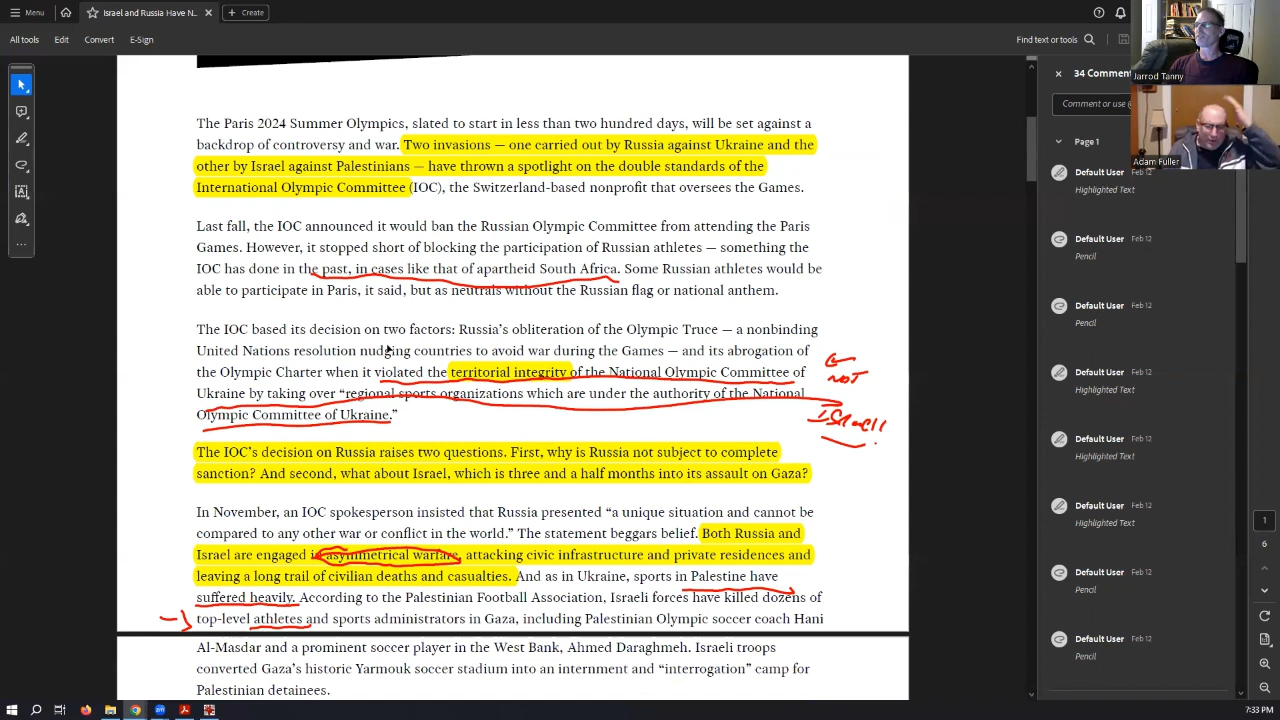 Menu
Israel and Russia Have N...
Create
All tools
Edit
Convert
E-Sign
Find text or tools
Jarrod Tanny
Adam Fuller
The Paris 2024 Summer Olympics, slated to start in less than two hundred days, will be set against a
backdrop of controversy and war. Two invasions — one carried out by Russia against Ukraine and the
other by Israel against Palestinians — have thrown a spotlight on the double standards of the
International Olympic Committee (IOC), the Switzerland-based nonprofit that oversees the Games.
Last fall, the IOC announced it would ban the Russian Olympic Committee from attending the Paris
Games. However, it stopped short of blocking the participation of Russian athletes — something the
IOC has done in the past, in cases like that of apartheid South Africa. Some Russian athletes would be
able to participate in Paris, it said, but as neutrals without the Russian flag or national anthem.
The IOC based its decision on two factors: Russia's obliteration of the Olympic Truce — a nonbinding
United Nations resolution nudging countries to avoid war during the Games — and its abrogation of
the Olympic Charter when it violated the territorial integrity of the National Olympic Committee of
Ukraine by taking over “regional sports organizations which are under the authority of the National
Olympic Committee of Ukraine.”
NOT
ISRAEL
The IOC's decision on Russia raises two questions. First, why is Russia not subject to complete
sanction? And second, what about Israel, which is three and a half months into its assault on Gaza?
In November, an IOC spokesperson insisted that Russia presented “a unique situation and cannot be
compared to any other war or conflict in the world.” The statement beggars belief. Both Russia and
Israel are engaged in asymmetrical warfare, attacking civic infrastructure and private residences and
leaving a long trail of civilian deaths and casualties. And as in Ukraine, sports in Palestine have
suffered heavily. According to the Palestinian Football Association, Israeli forces have killed dozens of
top-level athletes and sports administrators in Gaza, including Palestinian Olympic soccer coach Hani
Al-Masdar and a prominent soccer player in the West Bank, Ahmed Daraghmeh. Israeli troops
converted Gaza's historic Yarmouk soccer stadium into an internment and “interrogation” camp for
Palestinian detainees.
34 Comments
Comment or use @
Page 1
Default User Feb 12
Highlighted Text
Default User Feb 12
Pencil
Default User Feb 12
Pencil
Default User Feb 12
Highlighted Text
Default User Feb 12
Highlighted Text
Default User Feb 12
Highlighted Text
Default User Feb 12
Pencil
Default User Feb 12
Pencil
1
6
7:33 PM